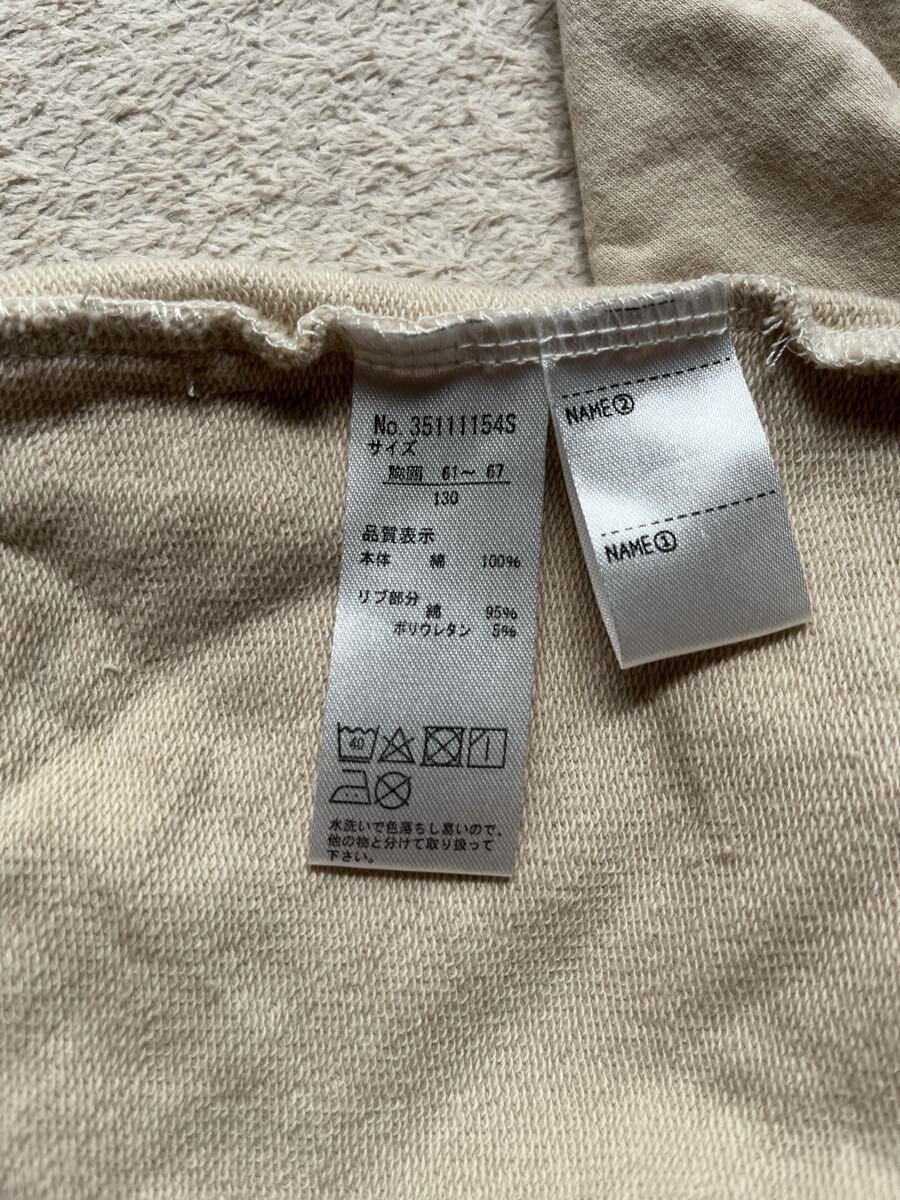 No 35111154S
サイズ
胸囲 61～ 67
130
品質表示
本体 綿 100%
リブ部分
綿 95%
ポリウレタン 5%
40
水洗いで色落ちし易いので、
他の物と分けて取り扱って
下さい。
NAME②
NAME①